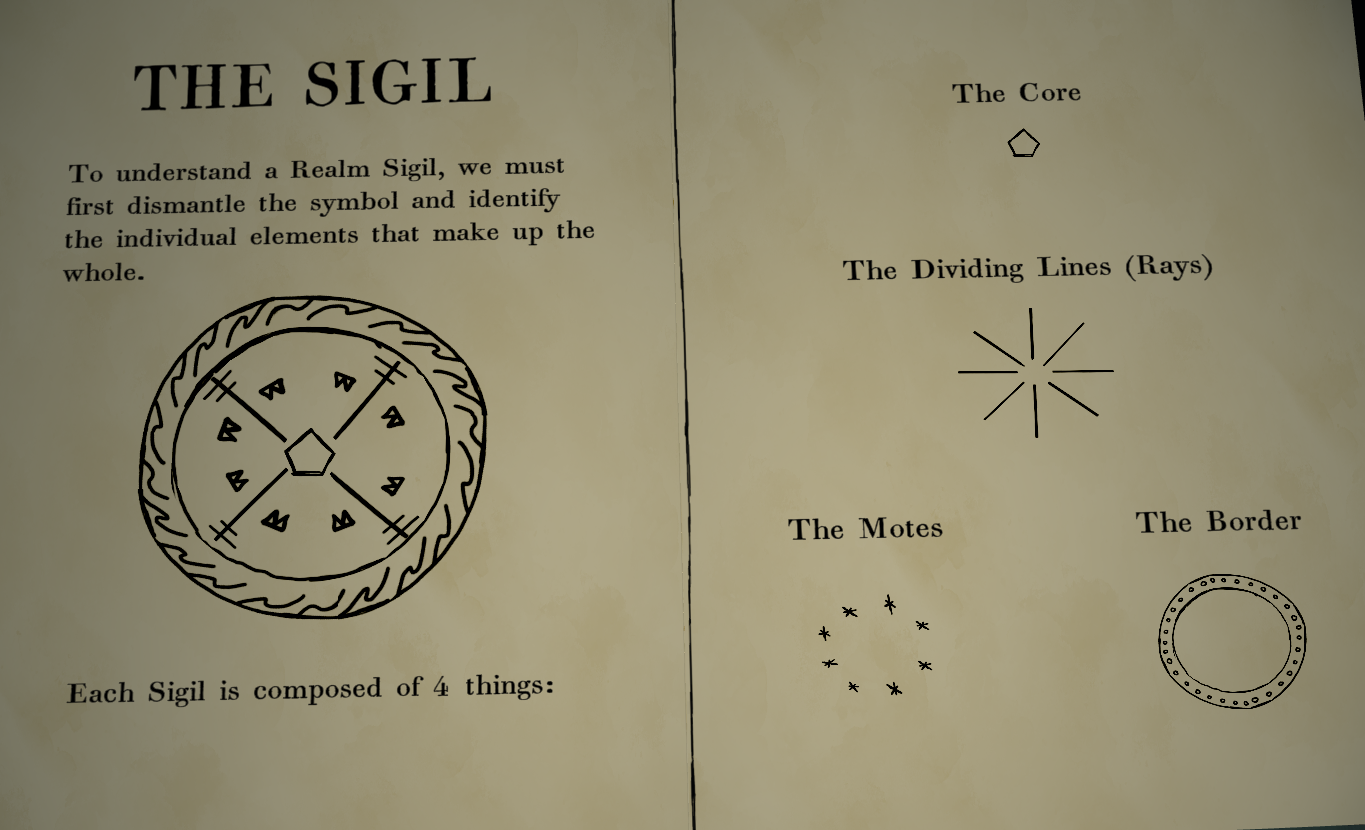 THE SIGIL
To understand a Realm Sigil, we must
first dismantle the symbol and identify
the individual elements that make up the
whole.
Each Sigil is composed of 4 things:
The Core
The Dividing Lines (Rays)
The Motes
The Border